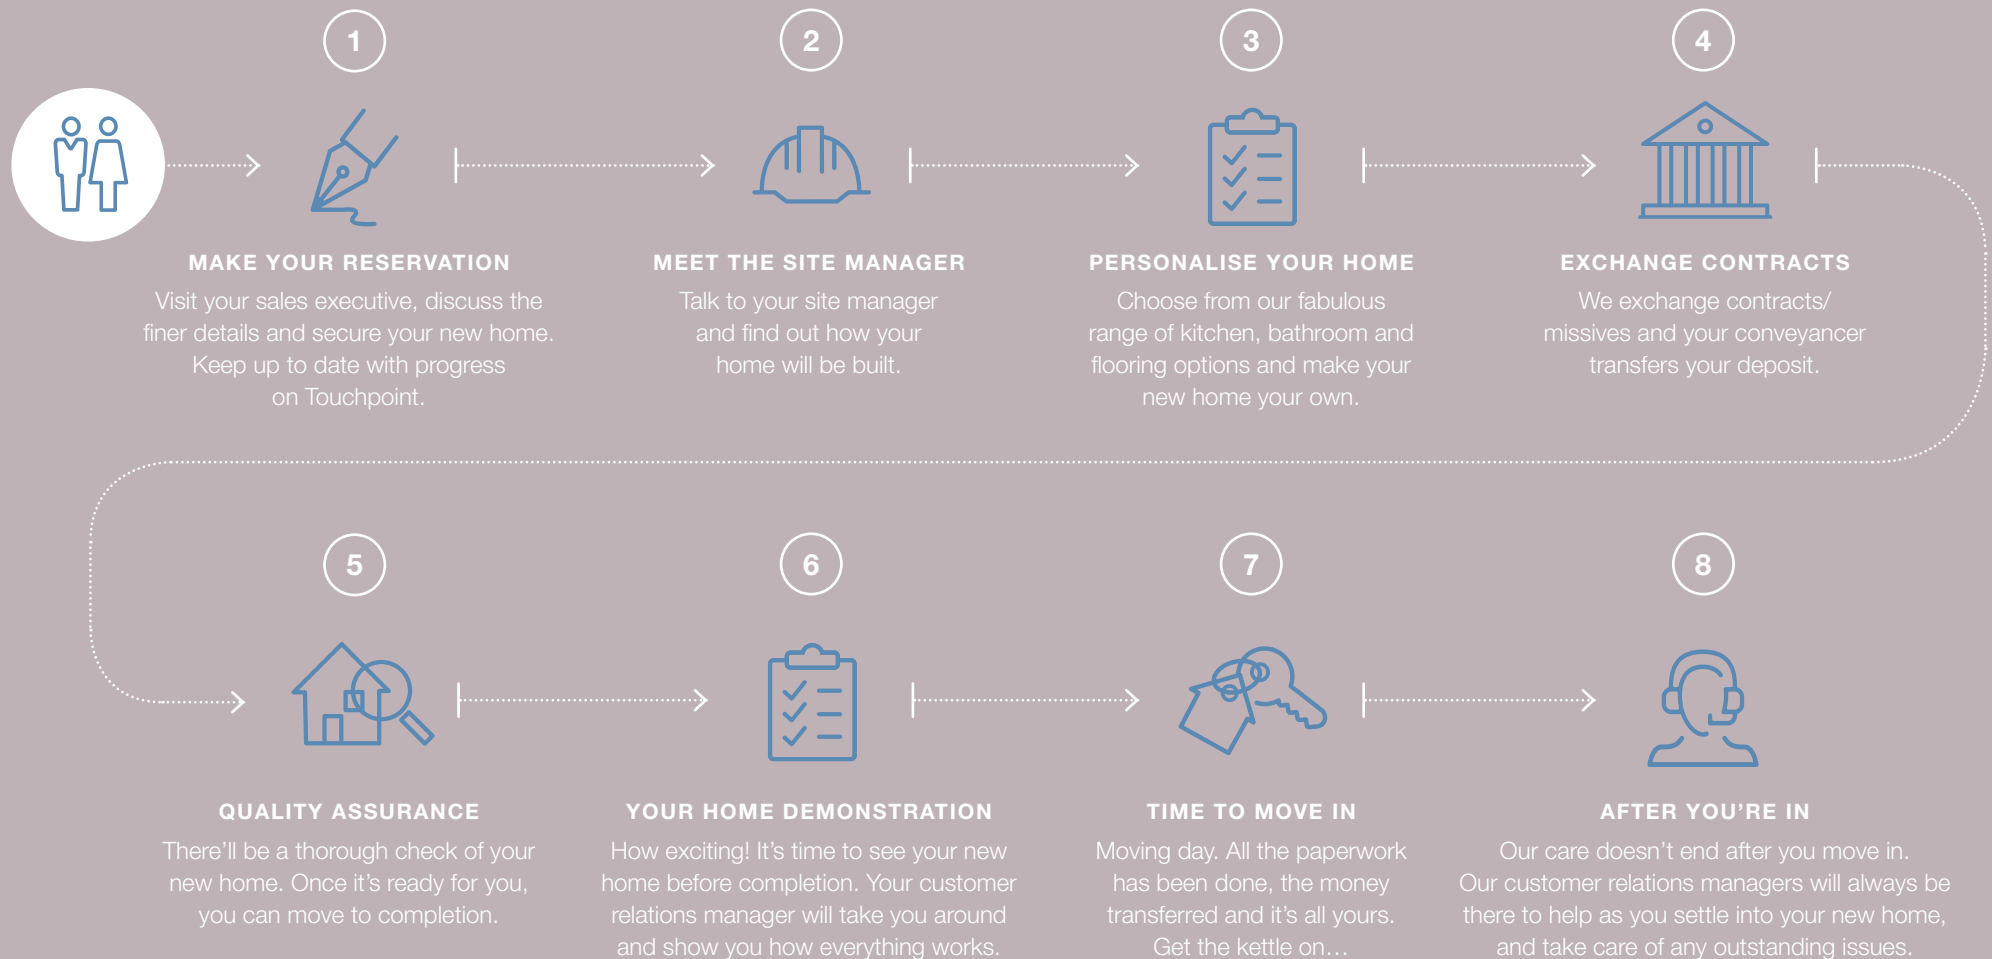 1
MAKE YOUR RESERVATION
Visit your sales executive, discuss the
finer details and secure your new home.
Keep up to date with progress
on Touchpoint.
2
MEET THE SITE MANAGER
Talk to your site manager
and find out how your
home will be built.
3
PERSONALISE YOUR HOME
Choose from our fabulous
range of kitchen, bathroom and
flooring options and make your
new home your own.
4
EXCHANGE CONTRACTS
We exchange contracts/
missives and your conveyancer
transfers your deposit.
5
QUALITY ASSURANCE
There’ll be a thorough check of your
new home. Once it’s ready for you,
you can move to completion.
6
YOUR HOME DEMONSTRATION
How exciting! It’s time to see your new
home before completion. Your customer
relations manager will take you around
and show you how everything works.
7
TIME TO MOVE IN
Moving day. All the paperwork
has been done, the money
transferred and it’s all yours.
Get the kettle on…
8
AFTER YOU’RE IN
Our care doesn’t end after you move in.
Our customer relations managers will always be
there to help as you settle into your new home,
and take care of any outstanding issues.